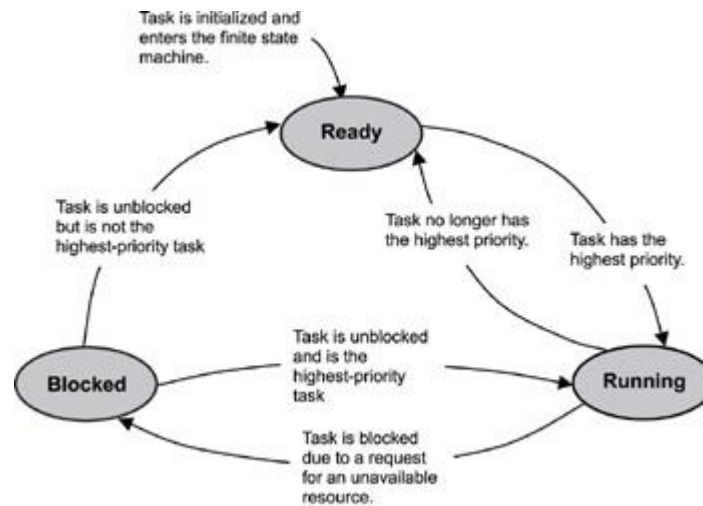 Task is initialized and
enters the finite state
machine.
Ready
Task is unblocked
but is not the
highest-priority task
Task no longer has
the highest priority.
Task has the
highest priority.
Task is unblocked
and is the
highest-priority
task
Blocked
Running
Task is blocked
due to a request
for an unavailable
resource.